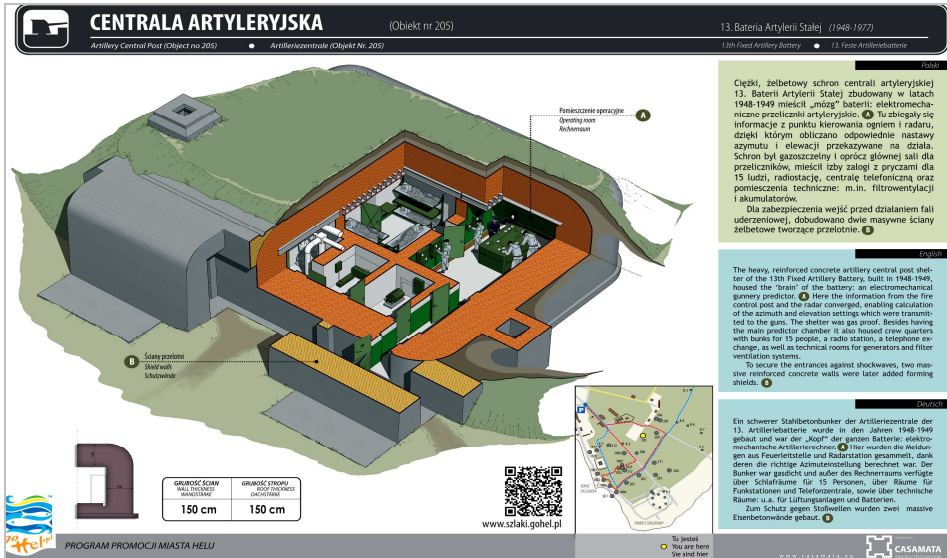 CENTRALA ARTYLERYJSKA
(Obiekt nr 205)
13. Bateria Artylerii Stałej (1948-1977)
Artillery Central Post (Object no 205) ● Artilleriezentrale (Objekt Nr. 205)
13th Fixed Artillery Battery ● 13. Feste Artilleriebatterie
Pomieszczenie operacyjne
Operating room
Rechnerraum
A
B
Ściany przelotni
Shield walls
Schutzwände
Polski
Ciężki, żelbetowy schron centrali artyleryjskiej
13. Baterii Artylerii Stałej zbudowany w latach
1948-1949 mieścił „mózg” baterii: elektromecha-
niczne przeliczniki artyleryjskie. A Tu zbiegały się
informacje z punktu kierowania ogniem i radaru,
dzięki którym obliczano odpowiednie nastawy
azymutu i elewacji przekazywane na działa.
Schron był gazoszczelny i oprócz głównej sali dla
przeliczników, mieścił izby załogi z pryczami dla
15 ludzi, radiostację, centralę telefoniczną oraz
pomiesczenia techniczne: m.in. filtrowentylacji
i akumulatorów.
Dla zabezpieczenia wejść przed działaniem fali
uderzeniowej, dobudowano dwie masywne ściany
żelbetowe tworzące przelotnie. B
English
The heavy, reinforced concrete artillery central post shel-
ter of the 13th Fixed Artillery Battery, built in 1948-1949,
housed the ‘brain’ of the battery: an electromechanical
gunnery predictor. A Here the information from the fire
control post and the radar converged, enabling calculation
of the azimuth and elevation settings which were transmit-
ted to the guns. The shelter was gas proof. Besides having
the main predictor chamber it also housed crew quarters
with bunks for 15 people, a radio station, a telephone ex-
change, as well as technical rooms for generators and filter
ventilation systems.
To secure the entrances against shockwaves, two mas-
sive reinforced concrete walls were later added forming
shields. B
Deutsch
Ein schwerer Stahlbetonbunker der Artilleriezentrale der
13. Artilleriebatterie wurde in den Jahren 1948-1949
gebaut und war der „Kopf” der ganzen Batterie: elektro-
mechanische Artillerierechner. A Hier wurden die Meldun-
gen aus Feuerleitstelle und Radarstation gesammelt, dank
deren die richtige Azimuteinstellung berechnet war. Der
Bunker war gasdicht und außer des Rechnerraums verfügte
über Schlafräume für 15 Personen, über Räume für
Funkstationen und Telefonzentrale, sowie über technische
Räume: u.a. für Lüftungsanlagen und Batterien.
Zum Schutz gegen Stoßwellen wurden zwei massive
Eisenbetonwände gebaut. B
GRUBOŚĆ ŚCIAN
WALL THICKNESS
WANDSTÄRKE
150 cm
GRUBOŚĆ STROPU
ROOF THICKNESS
DACHSTÄRKE
150 cm
www.szlaki.gohel.pl
P
Tu jesteś
You are here
Sie sind hier
PROGRAM PROMOCJI MIASTA HELU
www.casamata.eu
CASAMATA